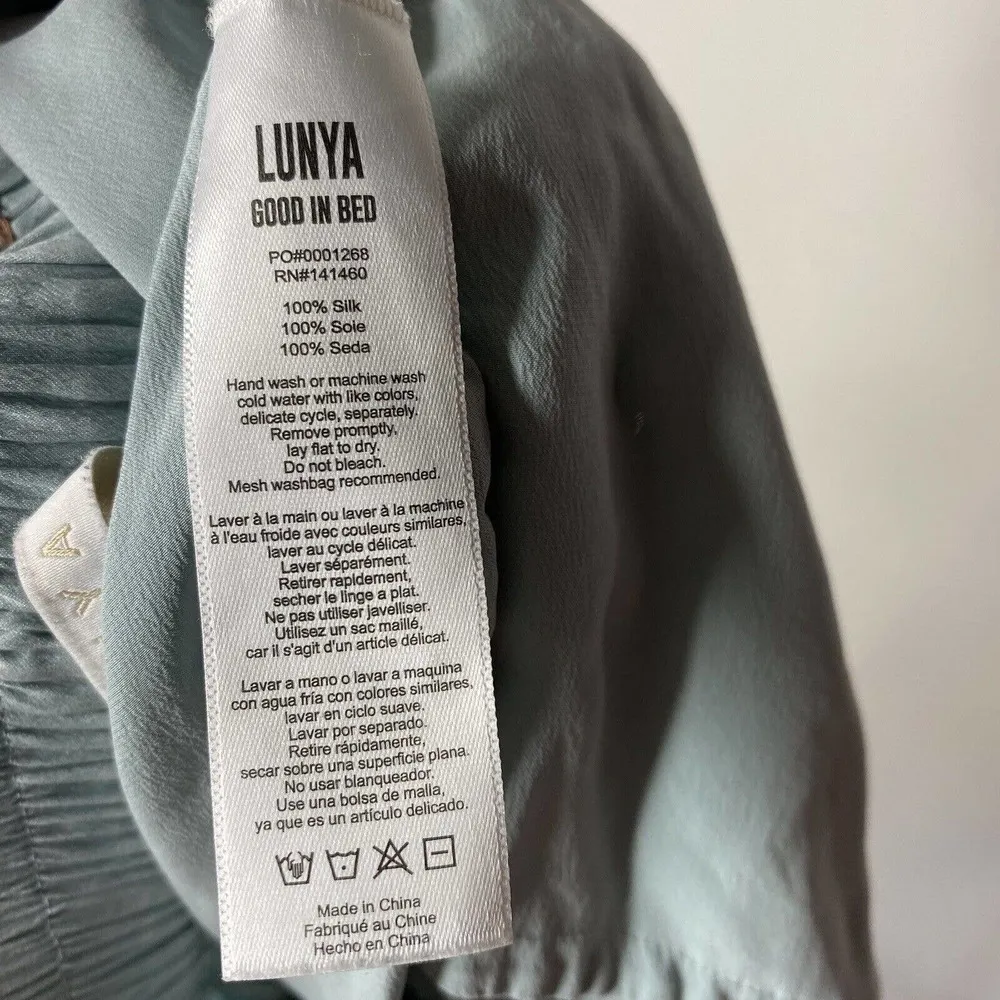 LUNYA
GOOD IN BED
PO#0001268
RN#141460
100% Silk
100% Soie
100% Seda
Hand wash or machine wash
cold water with like colors,
delicate cycle, separately.
Remove promptly,
lay flat to dry.
Do not bleach.
Mesh washbag recommended.
Laver à la main ou laver à la machine
à l'eau froide avec couleurs similares,
laver au cycle délicat.
Laver séparément.
Retirer rapidement,
secher le linge a plat.
Ne pas utiliser javelliser.
Utilisez un sac maillé,
car il s'agit d'un article délicat.
Lavar a mano o lavar a maquina
con agua fría con colores similares,
lavar en ciclo suave.
Lavar por separado.
Retire rápidamente,
secar sobre una superficie plana.
No usar blanqueador.
Use una bolsa de malla,
ya que es un artículo delicado.
Made in China
Fabriqué au Chine
Hecho en China